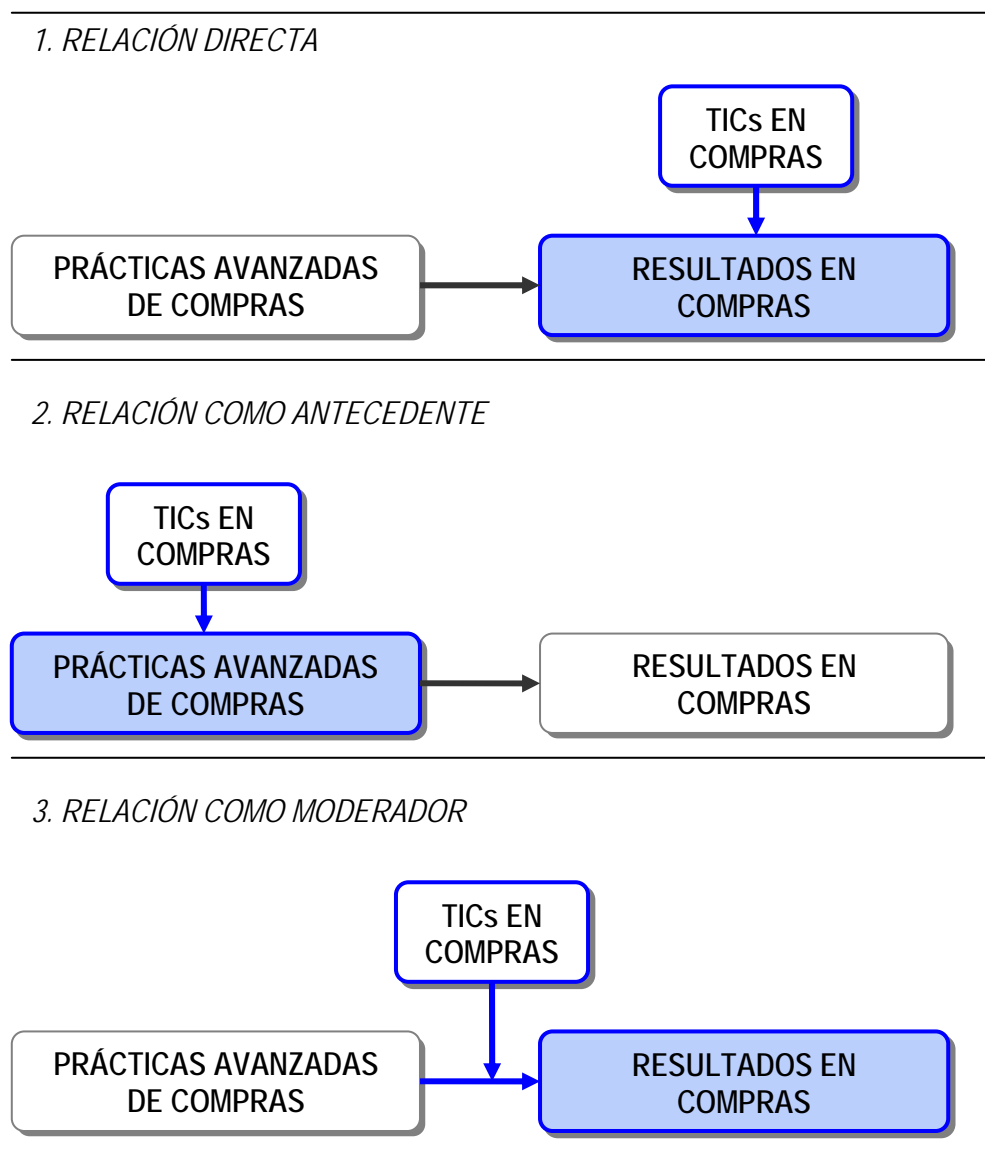 1. RELACIÓN DIRECTA
TICs EN
COMPRAS
PRÁCTICAS AVANZADAS
DE COMPRAS
RESULTADOS EN
COMPRAS
2. RELACIÓN COMO ANTECEDENTE
TICs EN
COMPRAS
PRÁCTICAS AVANZADAS
DE COMPRAS
RESULTADOS EN
COMPRAS
3. RELACIÓN COMO MODERADOR
TICs EN
COMPRAS
PRÁCTICAS AVANZADAS
DE COMPRAS
RESULTADOS EN
COMPRAS